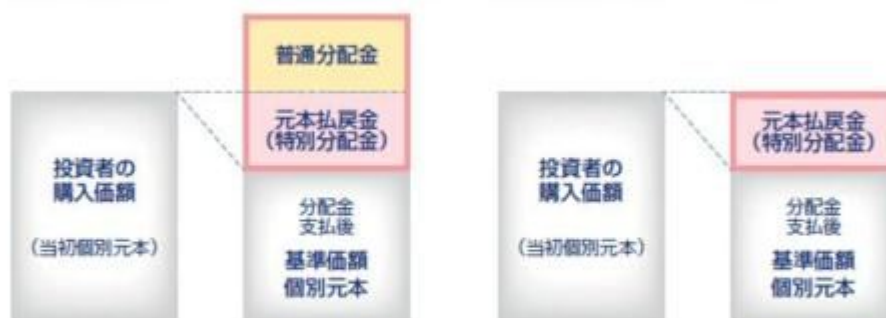 普通分配金
元本払戻金
（特別分配金）
投資者の
購入価額
（当初個別元本）
分配金
支払後
基準価額
個別元本
元本払戻金
（特別分配金）
投資者の
購入価額
（当初個別元本）
分配金
支払後
基準価額
個別元本